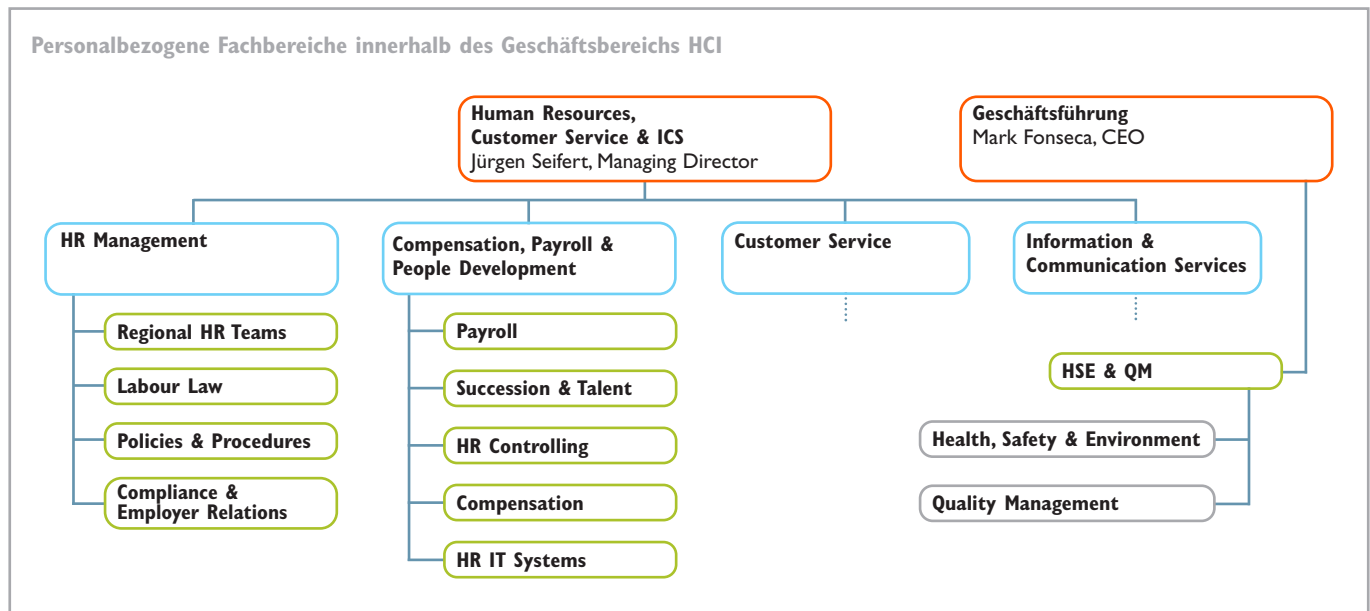 Personalbezogene Fachbereiche innerhalb des Geschäftsbereichs HCI
Human Resources,
Customer Service & ICS
Jürgen Seifert, Managing Director
Geschäftsführung
Mark Fonseca, CEO
HR Management
Compensation, Payroll &
People Development
Customer Service
Information &
Communication Services
Regional HR Teams
Labour Law
Policies & Procedures
Compliance &
Employer Relations
Payroll
Succession & Talent
HR Controlling
Compensation
HR IT Systems
HSE & QM
Health, Safety & Environment
Quality Management